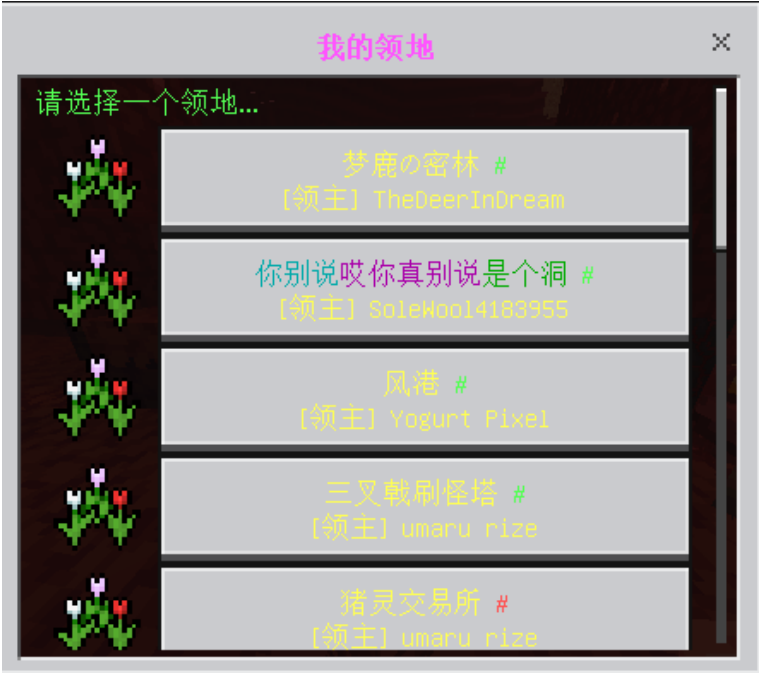 我的领地
请选择一个领地...
梦鹿の密林 #
[领主] TheDeerInDream
你别说哎你真别说是个洞 #
[领主] SoleWool4183955
风港 #
[领主] Yogurt Pixel
三叉戟刷怪塔 #
[领主] umaru rize
猪灵交易所 #
[领主] umaru rize